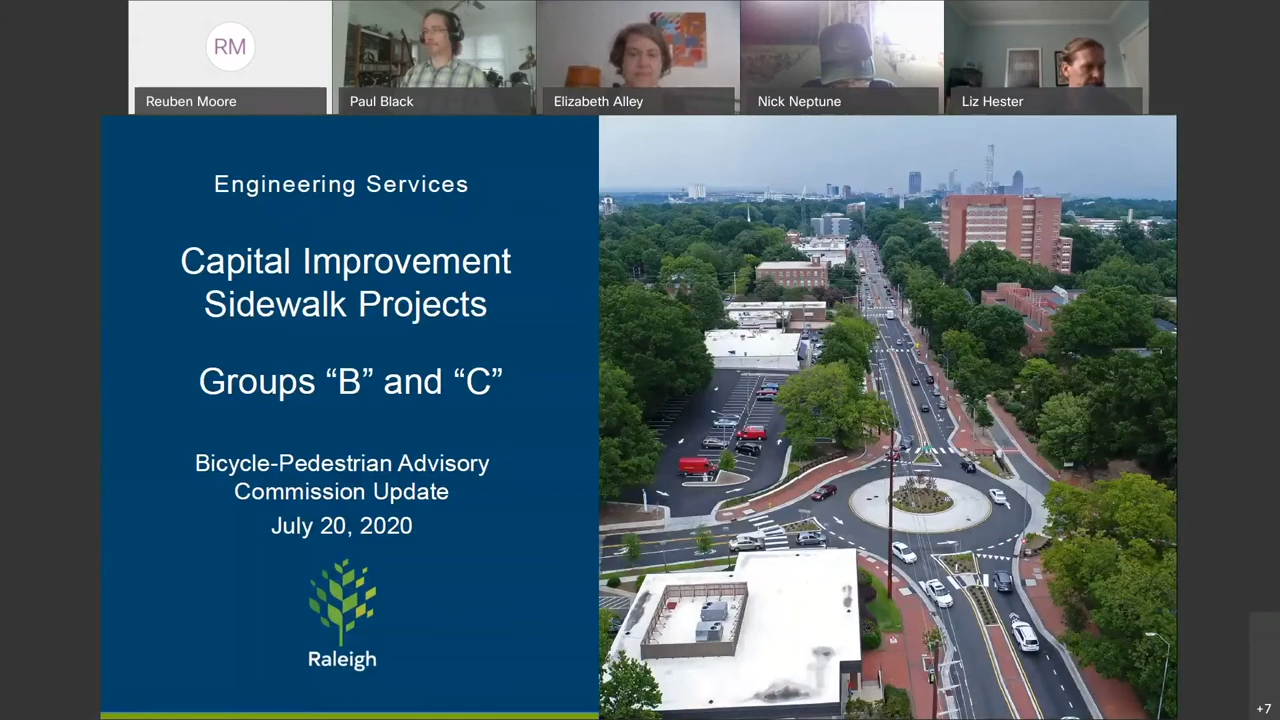 RM
Reuben Moore
Paul Black
Elizabeth Alley
Nick Neptune
Liz Hester
Engineering Services
Capital Improvement
Sidewalk Projects
Groups “B” and “C”
Bicycle-Pedestrian Advisory
Commission Update
July 20, 2020
Raleigh
+7